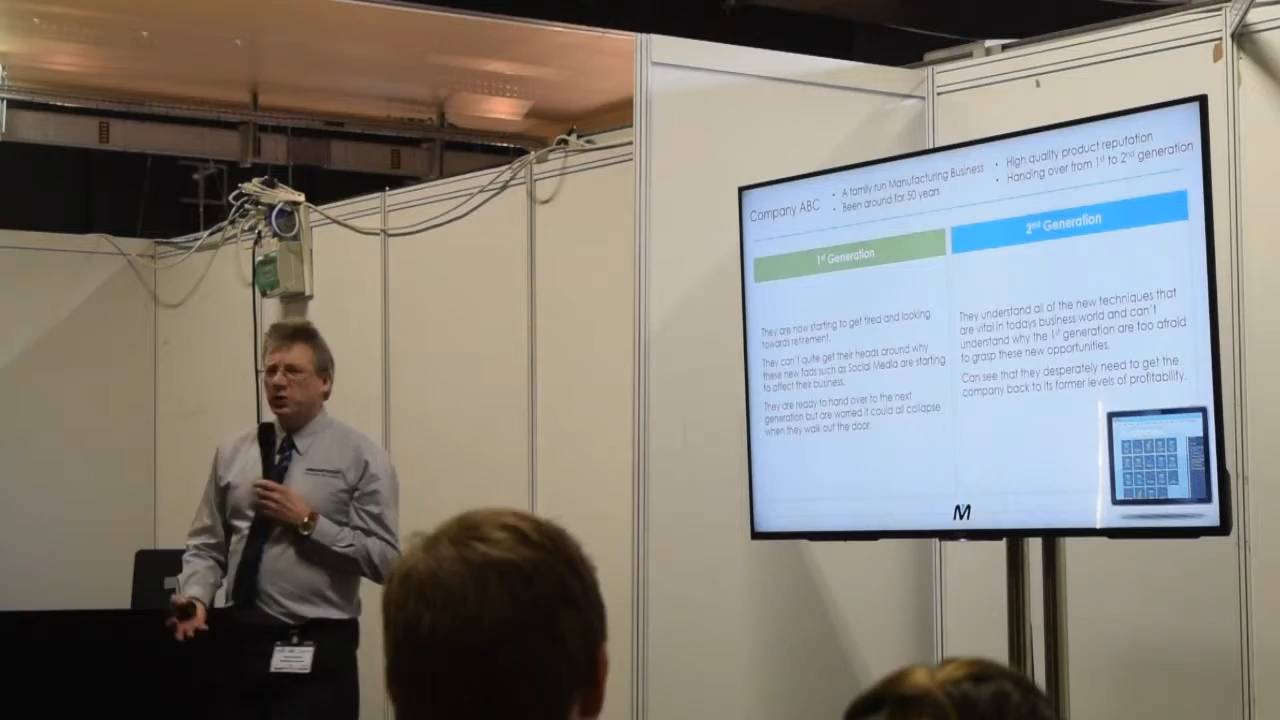 Company ABC
• A family run Manufacturing Business
• Been around for 50 years
• High quality product reputation
• Handing over from 1st to 2nd generation
1st Generation
They are now starting to get tired and looking
towards retirement.
They can't quite get their heads around why
these new fads such as Social Media are starting
to affect their business.
They are ready to hand over to the next
generation but are worried it could all collapse
when they walk out the door.
2nd Generation
They understand all of the new techniques that
are vital in todays business world and can't
understand why the 1st generation are too afraid
to grasp these new opportunities.
Can see that they desperately need to get the
company back to its former levels of profitability.
M